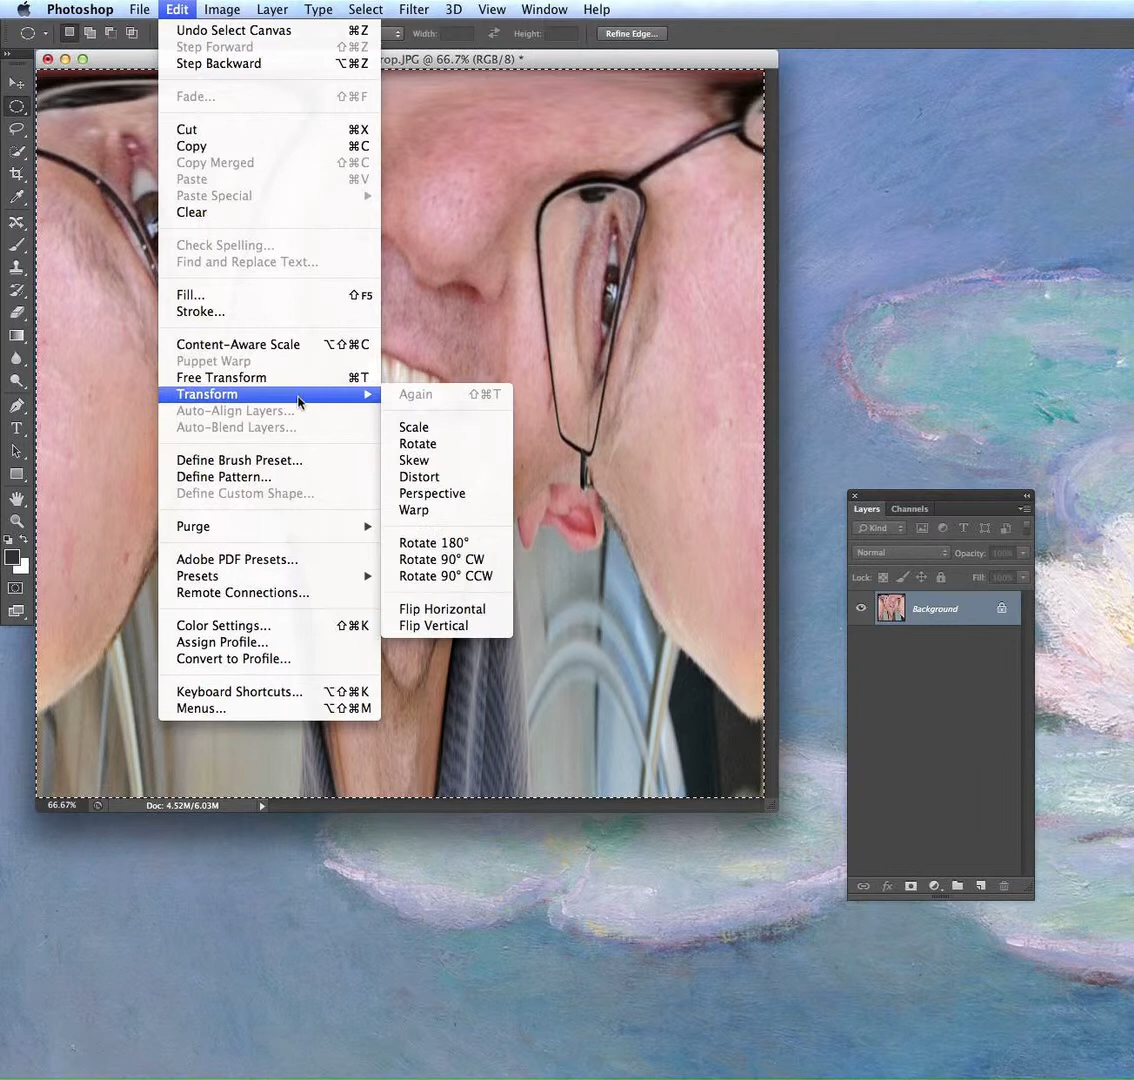 Photoshop File Edit Image Layer Type Select Filter 3D View Window Help
Width: Height: Refine Edge...
rop.JPG @ 66.7% (RGB/8) *
Undo Select Canvas ⌘Z
Step Forward ⇧⌘Z
Step Backward ⌥⌘Z
Fade... ⇧⌘F
Cut ⌘X
Copy ⌘C
Copy Merged ⇧⌘C
Paste ⌘V
Paste Special
Clear
Check Spelling...
Find and Replace Text...
Fill... ⇧F5
Stroke...
Content-Aware Scale ⌥⇧⌘C
Puppet Warp
Free Transform ⌘T
Transform
Auto-Align Layers...
Auto-Blend Layers...
Define Brush Preset...
Define Pattern...
Define Custom Shape...
Purge
Adobe PDF Presets...
Presets
Remote Connections...
Color Settings... ⇧⌘K
Assign Profile...
Convert to Profile...
Keyboard Shortcuts... ⌥⇧⌘K
Menus... ⌥⇧⌘M
Again ⇧⌘T
Scale
Rotate
Skew
Distort
Perspective
Warp
Rotate 180°
Rotate 90° CW
Rotate 90° CCW
Flip Horizontal
Flip Vertical
66.67% Doc: 4.52M/6.03M
Layers Channels
Kind
Normal Opacity: 100%
Lock: Fill: 100%
Background